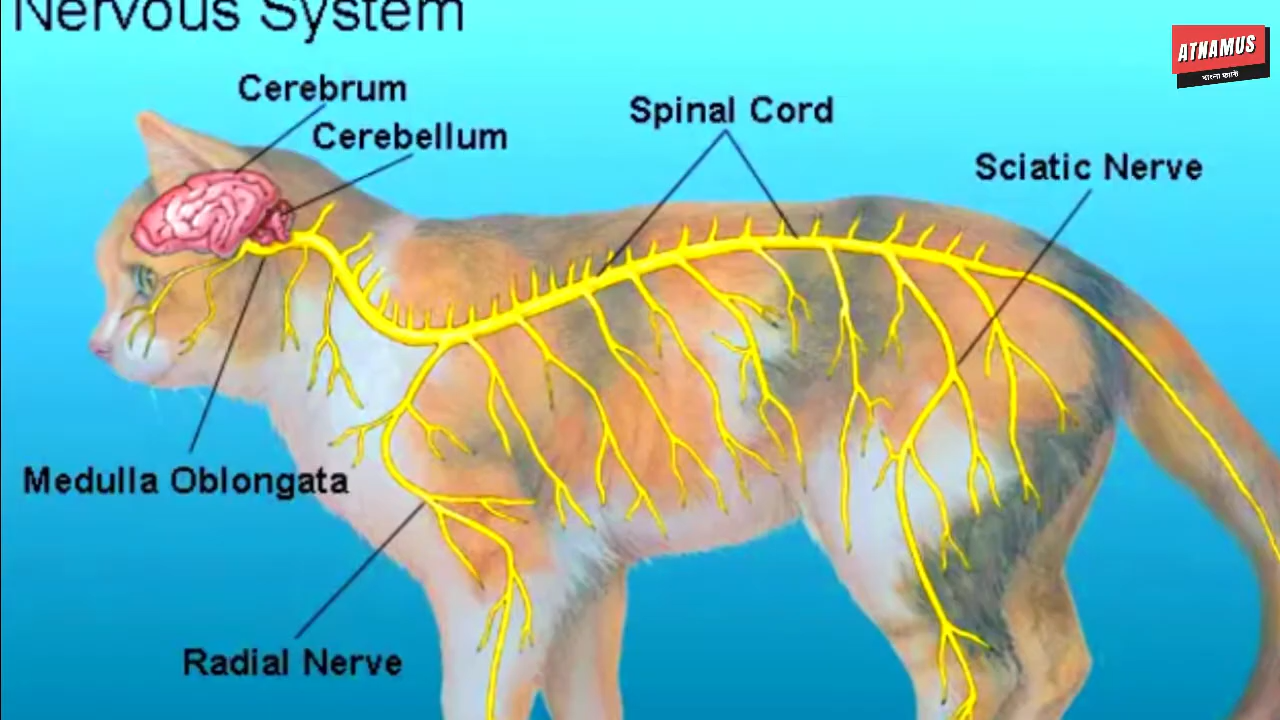 Nervous System
ATNAMUS
বাংলা ফ্যাক্ট
Cerebrum
Spinal Cord
Cerebellum
Sciatic Nerve
Medulla Oblongata
Radial Nerve